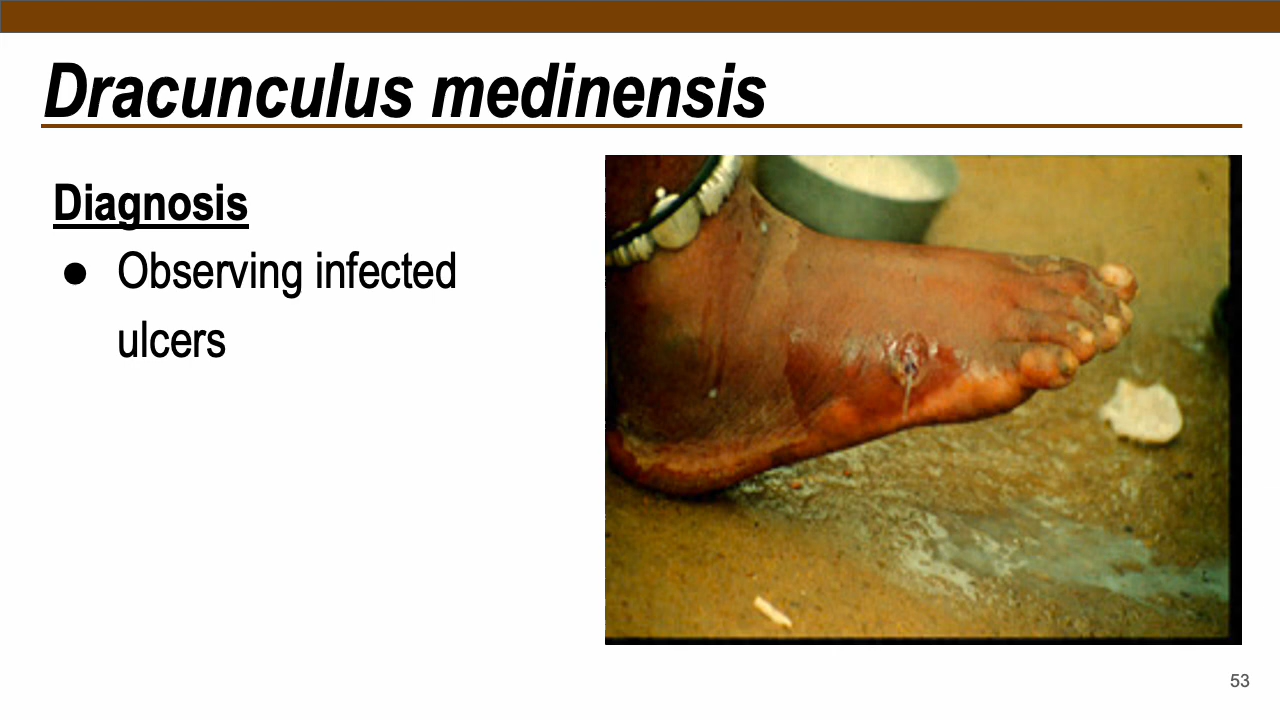 Dracunculus medinensis
Diagnosis
● Observing infected
ulcers
53